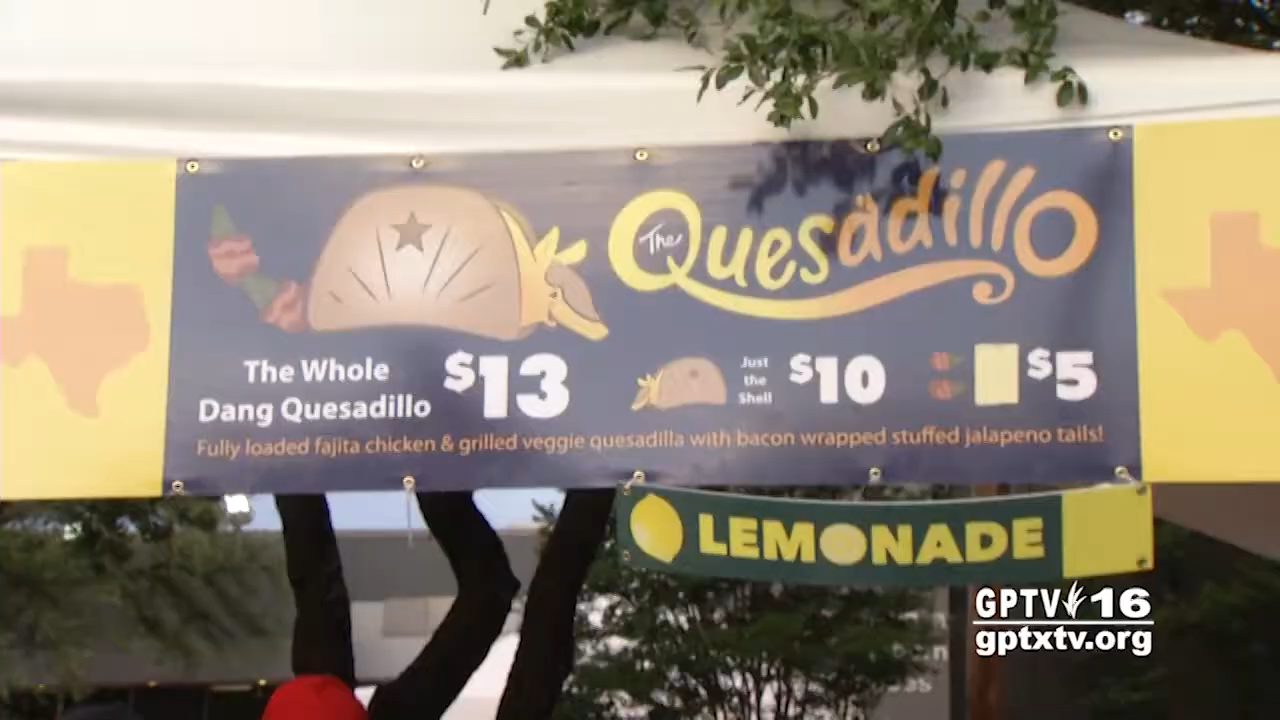 The Quesadillo
The Whole
Dang Quesadillo
$13
Just
the
Shell
$10
$5
Fully loaded fajita chicken & grilled veggie quesadilla with bacon wrapped stuffed jalapeno tails!
LEMONADE
GPTV 16
gptxtv.org